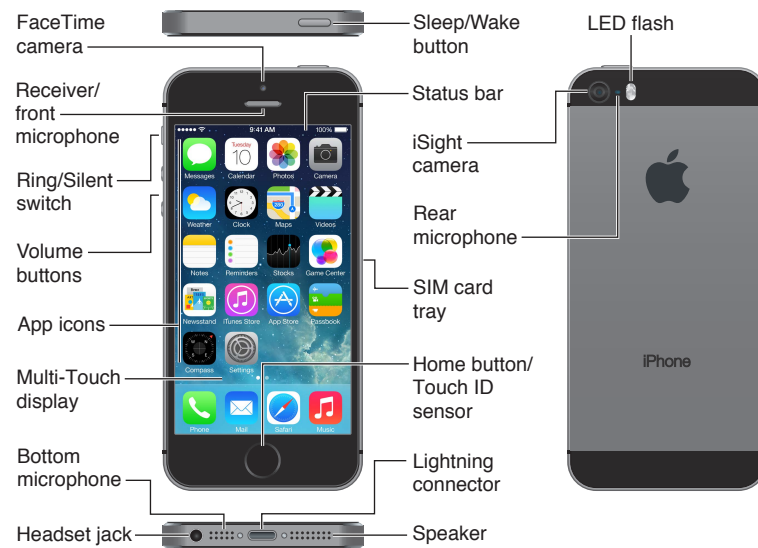 FaceTime
camera
Receiver/
front
microphone
Ring/Silent
switch
Volume
buttons
App icons
Multi-Touch
display
Bottom
microphone
Headset jack
9:41 AM
100%
Tuesday
10
Messages
Calendar
Photos
Camera
280
Weather
Clock
Maps
Videos
Notes
Reminders
Stocks
Game Center
Newsstand
iTunes Store
App Store
Passbook
Compass
Settings
Phone
Mail
Safari
Music
Sleep/Wake
button
Status bar
iSight
camera
Rear
microphone
SIM card
tray
Home button/
Touch ID
sensor
Lightning
connector
Speaker
LED flash
iPhone